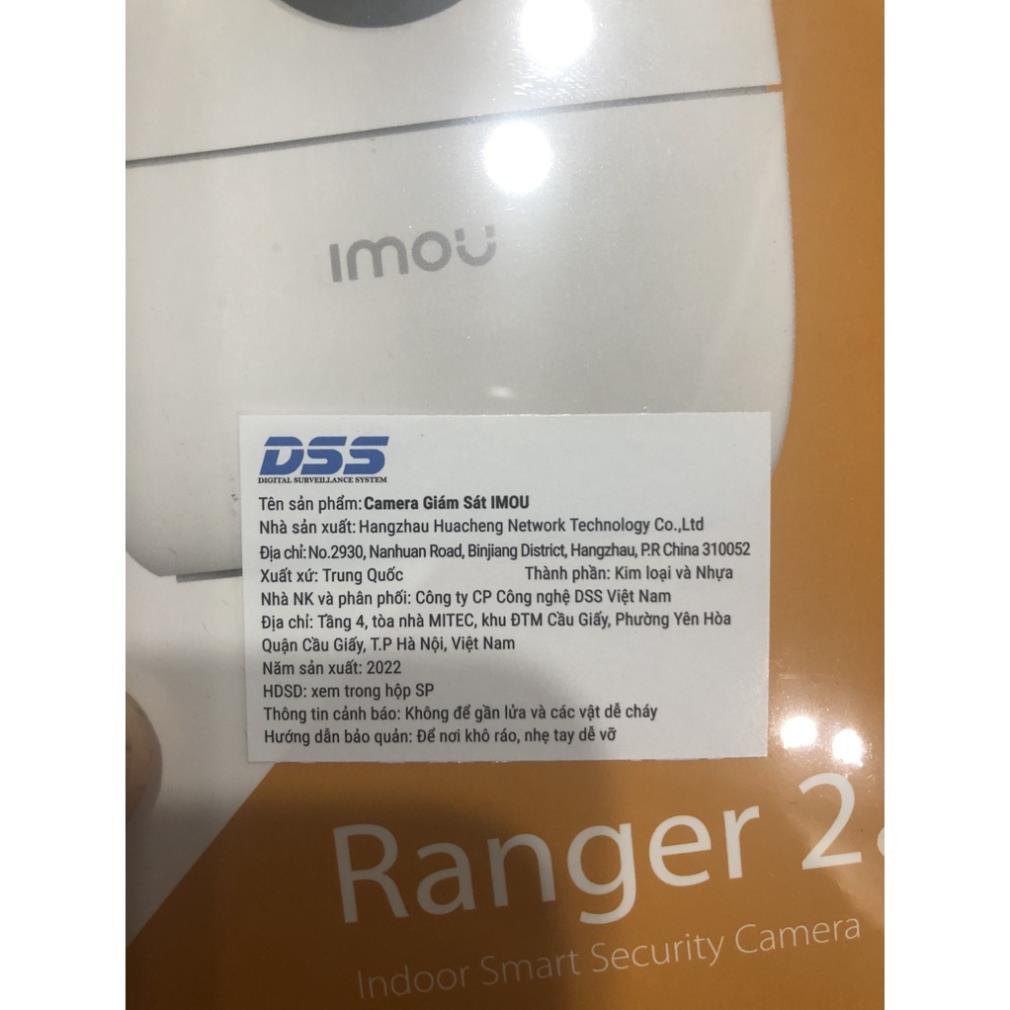 imou
DSS
DIGITAL SURVEILLANCE SYSTEM
Tên sản phẩm: Camera Giám Sát IMOU
Nhà sản xuất: Hangzhau Huacheng Network Technology Co.,Ltd
Địa chỉ: No.2930, Nanhuan Road, Binjiang District, Hangzhau, P.R China 310052
Xuất xứ: Trung Quốc Thành phần: Kim loại và Nhựa
Nhà NK và phân phối: Công ty CP Công nghệ DSS Việt Nam
Địa chỉ: Tầng 4, tòa nhà MITEC, khu ĐTM Cầu Giấy, Phường Yên Hòa
Quận Cầu Giấy, T.P Hà Nội, Việt Nam
Năm sản xuất: 2022
HDSD: xem trong hộp SP
Thông tin cảnh báo: Không để gần lửa và các vật dễ cháy
Hướng dẫn bảo quản: Để nơi khô ráo, nhẹ tay dễ vỡ
Ranger 2
Indoor Smart Security Camera